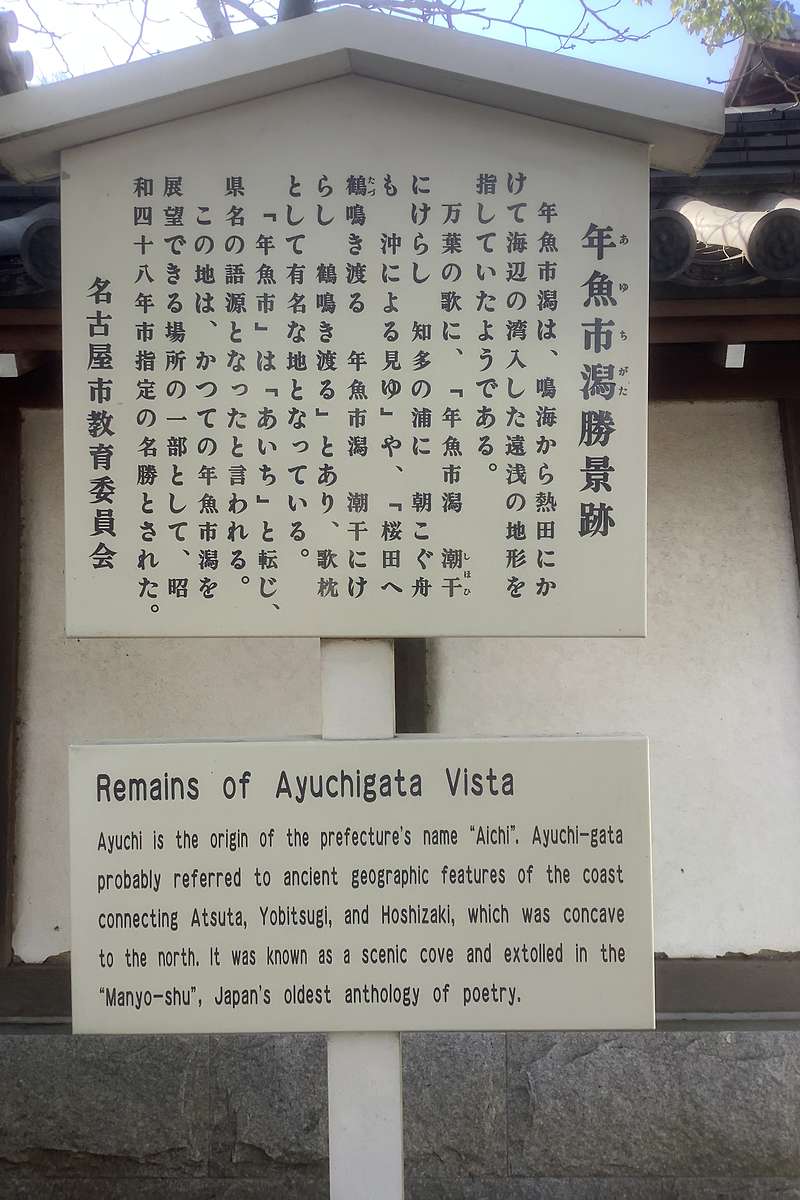 年魚市潟勝景跡
あゆちがた
年魚市潟は、鳴海から熱田にか
けて海辺の湾入した遠浅の地形を
指していたようである。
万葉の歌に、「年魚市潟　潮干
しほひ
にけらし　知多の浦に　朝こぐ舟
も　沖による見ゆ」や、「桜田へ
鶴鳴き渡る　年魚市潟　潮干にけ
たづ
らし　鶴鳴き渡る」とあり、歌枕
として有名な地となっている。
「年魚市」は「あいち」と転じ、
県名の語源となったと言われる。
この地は、かつての年魚市潟を
展望できる場所の一部として、昭
和四十八年市指定の名勝とされた。
名古屋市教育委員会
Remains of Ayuchigata Vista
Ayuchi is the origin of the prefecture's name "Aichi". Ayuchi-gata
probably referred to ancient geographic features of the coast
connecting Atsuta, Yobitsugi, and Hoshizaki, which was concave
to the north. It was known as a scenic cove and extolled in the
"Manyo-shu", Japan's oldest anthology of poetry.